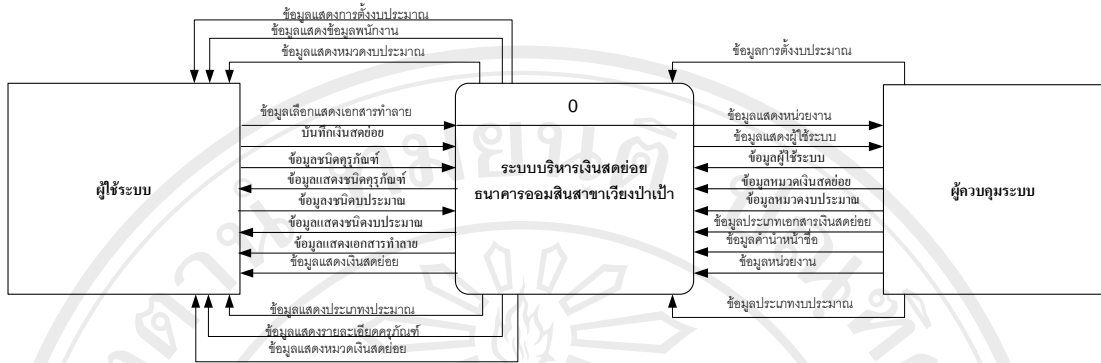 ข้อมูลแสดงการตั้งงบประมาณ
ข้อมูลแสดงข้อมูลพนักงาน
ข้อมูลแสดงหมวดงบประมาณ
ข้อมูลการตั้งงบประมาณ
ข้อมูลเลือกแสดงเอกสารทำลาย
บันทึกเงินสดย่อย
ข้อมูลชนิดคุรุภัณฑ์
ข้อมูลแสดงชนิดคุรุภัณฑ์
ข้อมูลงชนิดบประมาณ
ข้อมูลแสดงชนิดงบประมาณ
ข้อมูลแสดงเอกสารทำลาย
ข้อมูลแสดงเงินสดย่อย
ผู้ใช้ระบบ
0
ระบบบริหารเงินสดย่อย
ธนาคารออมสินสาขาเวียงป่าเป้า
ข้อมูลแสดงหน่วยงาน
ข้อมูลแสดงผู้ใช้ระบบ
ข้อมูลผู้ใช้ระบบ
ข้อมูลหมวดเงินสดย่อย
ข้อมูลหมวดงบประมาณ
ข้อมูลประเภทเอกสารเงินสดย่อย
ข้อมูลคำนำหน้าชื่อ
ข้อมูลหน่วยงาน
ผู้ควบคุมระบบ
ข้อมูลแสดงประเภทงประมาณ
ข้อมูลแสดงรายละเอียดครุภัณฑ์
ข้อมูลแสดงหมวดเงินสดย่อย
ข้อมูลประเภทงบประมาณ